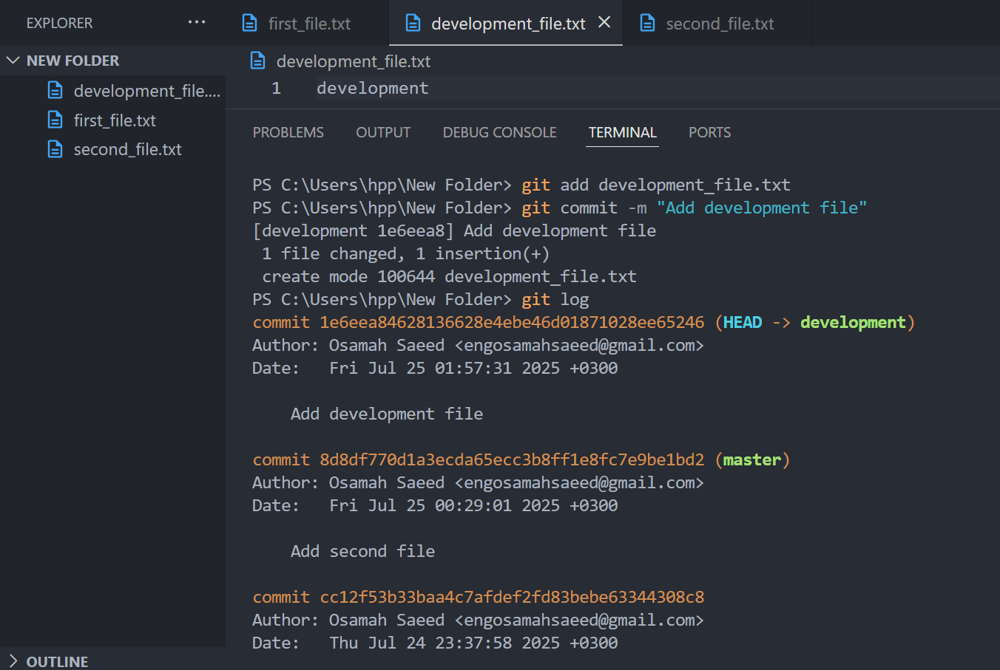 EXPLORER ···
first_file.txt
development_file.txt
second_file.txt
NEW FOLDER
development_file....
first_file.txt
second_file.txt
OUTLINE
development_file.txt
1 development
PROBLEMS OUTPUT DEBUG CONSOLE TERMINAL PORTS
PS C:\Users\hpp\New Folder> git add development_file.txt
PS C:\Users\hpp\New Folder> git commit -m "Add development file"
[development 1e6eea8] Add development file
 1 file changed, 1 insertion(+)
 create mode 100644 development_file.txt
PS C:\Users\hpp\New Folder> git log
commit 1e6eea84628136628e4ebe46d01871028ee65246 (HEAD -> development)
Author: Osamah Saeed <engosamahsaeed@gmail.com>
Date:   Fri Jul 25 01:57:31 2025 +0300
    Add development file
commit 8d8df770d1a3ecda65ecc3b8ff1e8fc7e9be1bd2 (master)
Author: Osamah Saeed <engosamahsaeed@gmail.com>
Date:   Fri Jul 25 00:29:01 2025 +0300
    Add second file
commit cc12f53b33baa4c7afdef2fd83bebe63344308c8
Author: Osamah Saeed <engosamahsaeed@gmail.com>
Date:   Thu Jul 24 23:37:58 2025 +0300